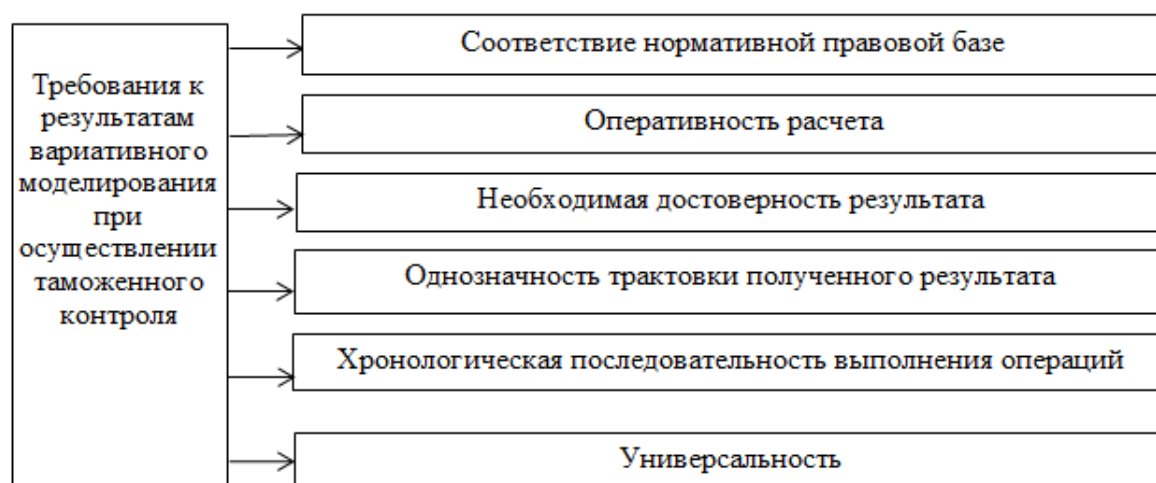 Требования к
результатам
вариативного
моделирования
при
осуществлении
таможенного
контроля
Соответствие нормативной правовой базе
Оперативность расчета
Необходимая достоверность результата
Однозначность трактовки полученного результата
Хронологическая последовательность выполнения операций
Универсальность